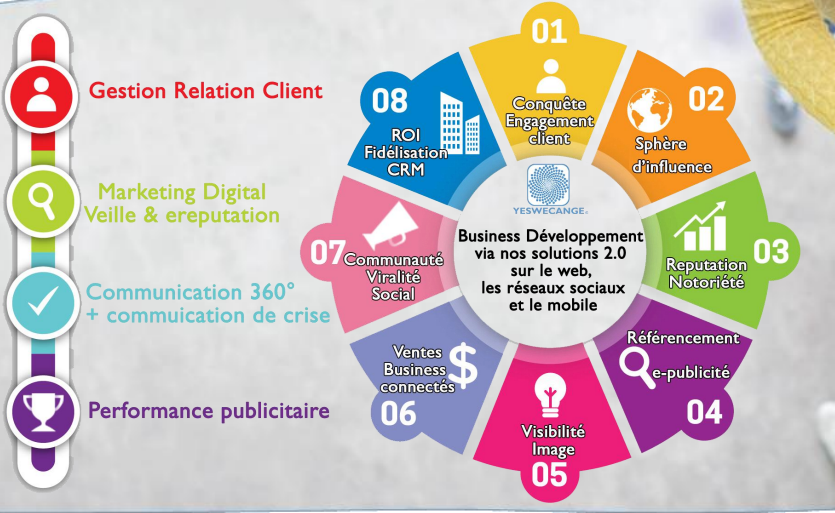 Gestion Relation Client
Marketing Digital
Veille & ereputation
Communication 360°
+ commuication de crise
Performance publicitaire
01
Conquête
Engagement
client
02
Sphère
d'influence
03
Reputation
Notoriété
Référencement
e-publicité
04
Visibilité
Image
05
Ventes
Business
connectés
06
07
Communauté
Viralité
Social
08
ROI
Fidélisation
CRM
YESWECANGE
Business Développement
via nos solutions 2.0
sur le web,
les réseaux sociaux
et le mobile